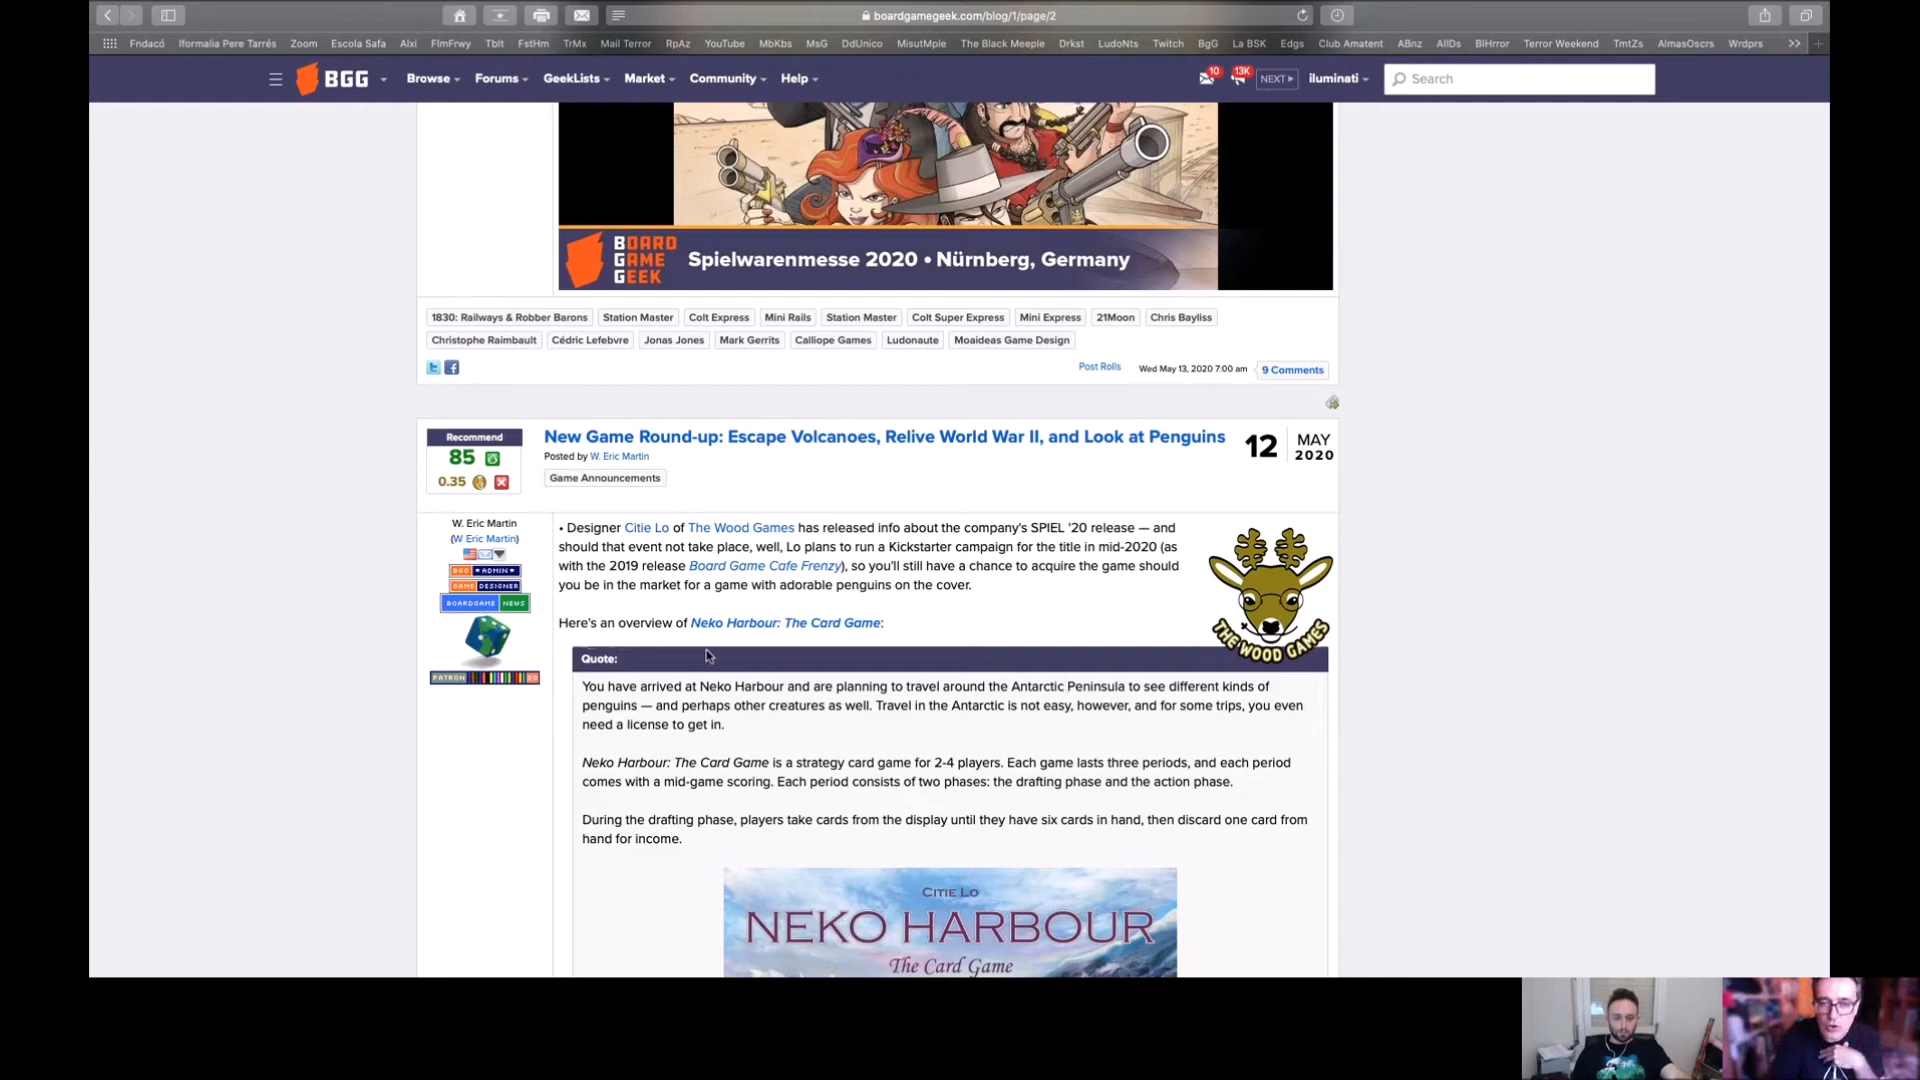 boardgamegeek.com/blog/1/page/2
Fndacó Iformalia Pere Tarrés Zoom Escola Safa Alxi FlmFrwy Tblt FstHm TrMx Mail Terror RpAz YouTube MbKbs MsG DdUnico MisutMple The Black Meeple Drkst LudoNts Twitch BgG La BSK Edgs Club Amatent ABnz AllDs BlHrror Terror Weekend TmtZs AlmasOscrs Wrdprs
BGG Browse Forums GeekLists Market Community Help 10 13K NEXT iluminati Search
BOARD GAME GEEK
Spielwarenmesse 2020 • Nürnberg, Germany
1830: Railways & Robber Barons Station Master Colt Express Mini Rails Station Master Colt Super Express Mini Express 21Moon Chris Bayliss
Christophe Raimbault Cédric Lefebvre Jonas Jones Mark Gerrits Calliope Games Ludonaute Moaideas Game Design
Post Rolls Wed May 13, 2020 7:00 am 9 Comments
Recommend
85
0.35
New Game Round-up: Escape Volcanoes, Relive World War II, and Look at Penguins
Posted by W. Eric Martin
Game Announcements
12 MAY 2020
W. Eric Martin
(W Eric Martin)
BGG ADMIN
GAME DESIGNER
BOARDGAME NEWS
PATRON 20
• Designer Citie Lo of The Wood Games has released info about the company's SPIEL '20 release — and
should that event not take place, well, Lo plans to run a Kickstarter campaign for the title in mid-2020 (as
with the 2019 release Board Game Cafe Frenzy), so you'll still have a chance to acquire the game should
you be in the market for a game with adorable penguins on the cover.
THE WOOD GAMES
Here's an overview of Neko Harbour: The Card Game:
Quote:
You have arrived at Neko Harbour and are planning to travel around the Antarctic Peninsula to see different kinds of
penguins — and perhaps other creatures as well. Travel in the Antarctic is not easy, however, and for some trips, you even
need a license to get in.
Neko Harbour: The Card Game is a strategy card game for 2-4 players. Each game lasts three periods, and each period
comes with a mid-game scoring. Each period consists of two phases: the drafting phase and the action phase.
During the drafting phase, players take cards from the display until they have six cards in hand, then discard one card from
hand for income.
CITIE LO
NEKO HARBOUR
The Card Game